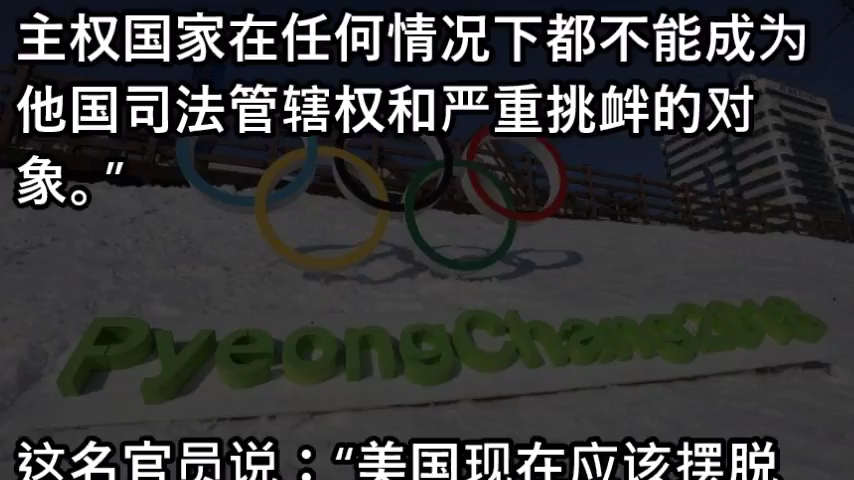 主权国家在任何情况下都不能成为
他国司法管辖权和严重挑衅的对
象。”
PyeongChang2018
这名官员说：“美国现在应该摆脱